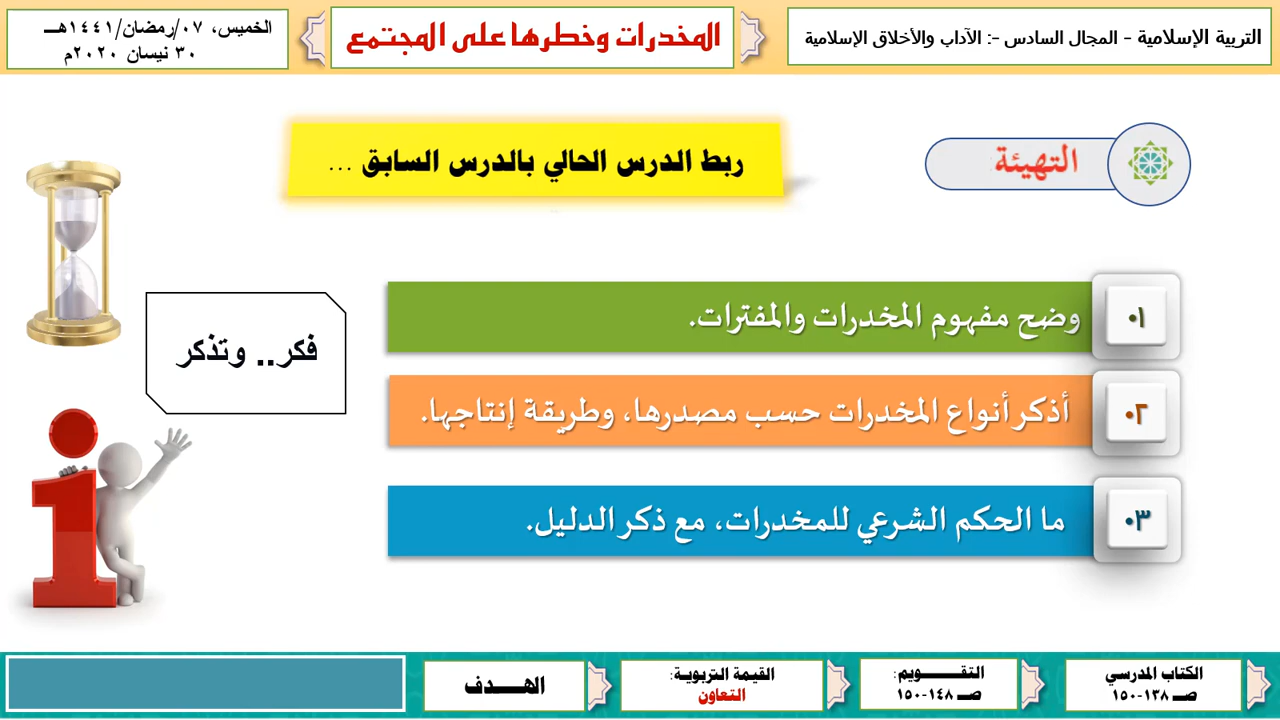 التربية الإسلامية – المجال السادس –: الآداب والأخلاق الإسلامية
المخدرات وخطرها على المجتمع
الخميس، ٠٧/رمضان/١٤٤١هـ
٣٠ نيسان ٢٠٢٠م
التهيئة
ربط الدرس الحالي بالدرس السابق ...
٠١
وضح مفهوم المخدرات والمفترات.
فكر.. وتذكر
٠٢
أذكر أنواع المخدرات حسب مصدرها، وطريقة إنتاجها.
٠٣
ما الحكم الشرعي للمخدرات، مع ذكر الدليل.
الكتاب المدرسي
صـ ١٣٨-١٥٠
التقـــويم:
صـ ١٤٨-١٥٠
القيمة التربوية:
التعاون
الهـــدف